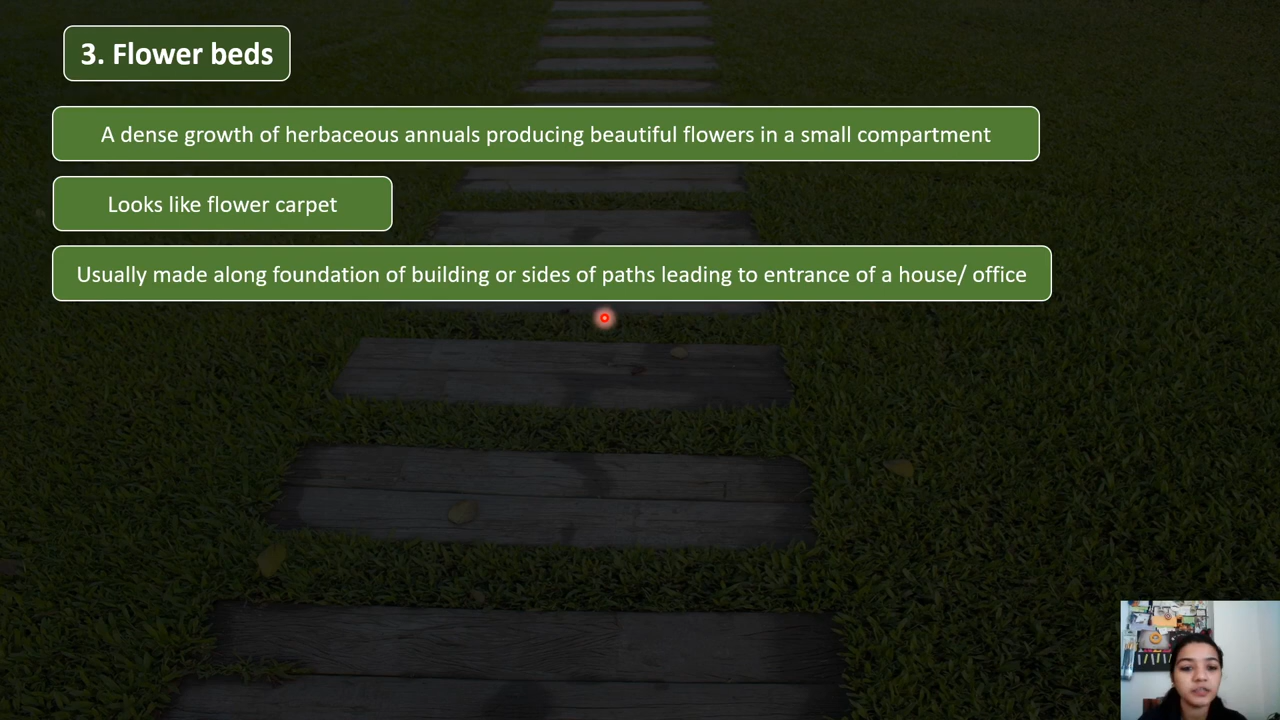 3. Flower beds
A dense growth of herbaceous annuals producing beautiful flowers in a small compartment
Looks like flower carpet
Usually made along foundation of building or sides of paths leading to entrance of a house/ office